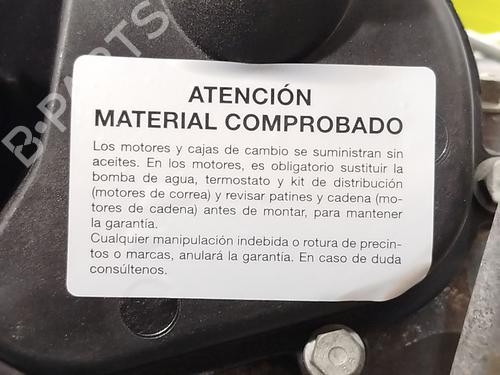 B-PARTS
ATENCIÓN
MATERIAL COMPROBADO
Los motores y cajas de cambio se suministran sin
aceites. En los motores, es obligatorio sustituir la
bomba de agua, termostato y kit de distribución
(motores de correa) y revisar patines y cadena (mo-
tores de cadena) antes de montar, para mantener
la garantía.
Cualquier manipulación indebida o rotura de precin-
tos o marcas, anulará la garantía. En caso de duda
consúltenos.